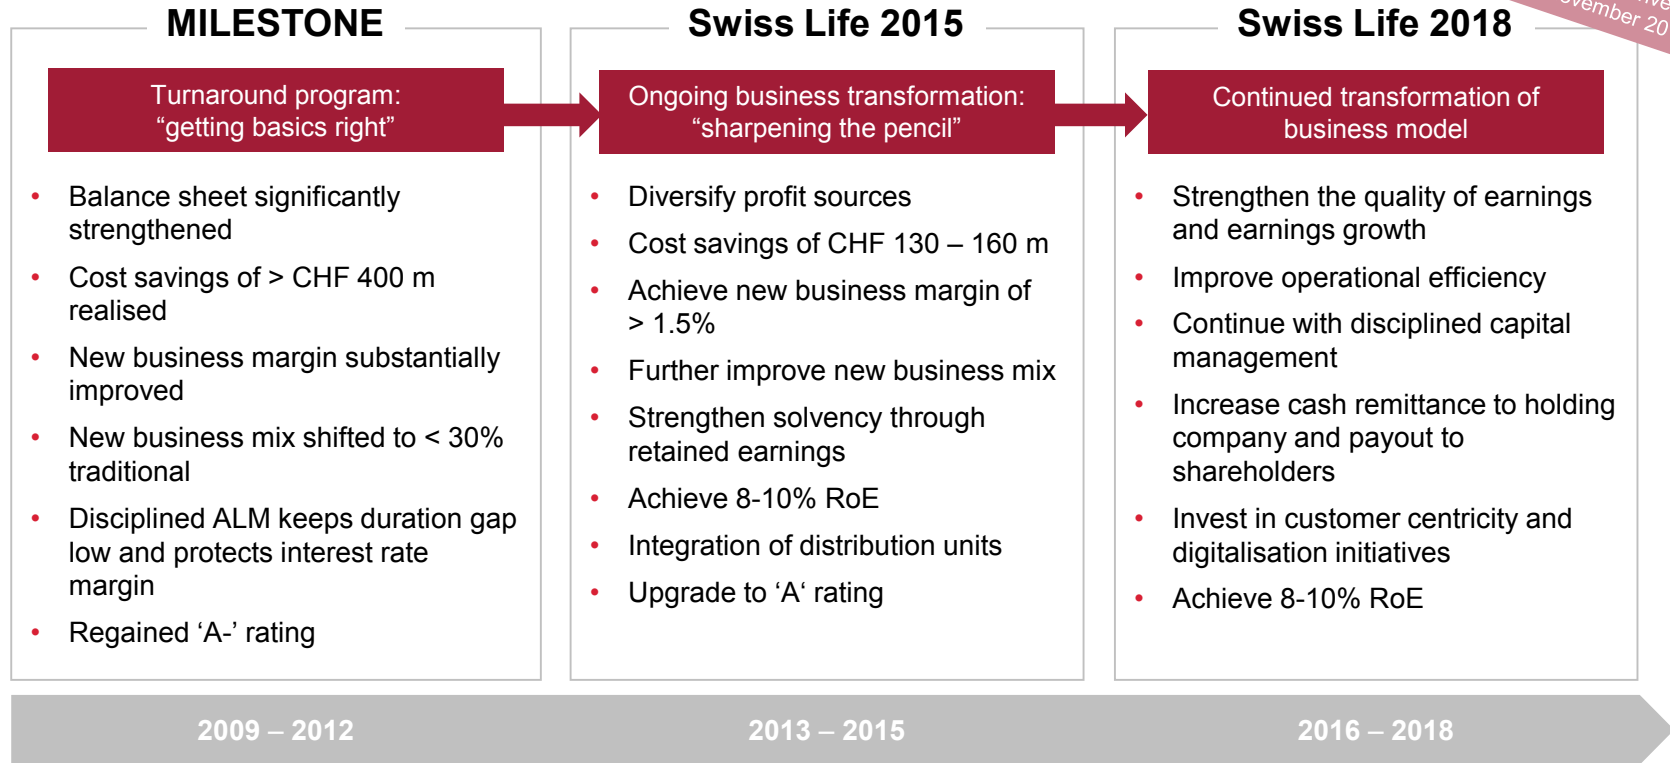 MILESTONE
Turnaround program:
“getting basics right”
• Balance sheet significantly
strengthened
• Cost savings of > CHF 400 m
realised
• New business margin substantially
improved
• New business mix shifted to < 30%
traditional
• Disciplined ALM keeps duration gap
low and protects interest rate
margin
• Regained ‘A-’ rating
2009 – 2012
Swiss Life 2015
Ongoing business transformation:
“sharpening the pencil”
• Diversify profit sources
• Cost savings of CHF 130 – 160 m
• Achieve new business margin of
> 1.5%
• Further improve new business mix
• Strengthen solvency through
retained earnings
• Achieve 8-10% RoE
• Integration of distribution units
• Upgrade to ‘A‘ rating
2013 – 2015
Swiss Life 2018
Continued transformation of
business model
• Strengthen the quality of earnings
and earnings growth
• Improve operational efficiency
• Continue with disciplined capital
management
• Increase cash remittance to holding
company and payout to
shareholders
• Invest in customer centricity and
digitalisation initiatives
• Achieve 8-10% RoE
2016 – 2018